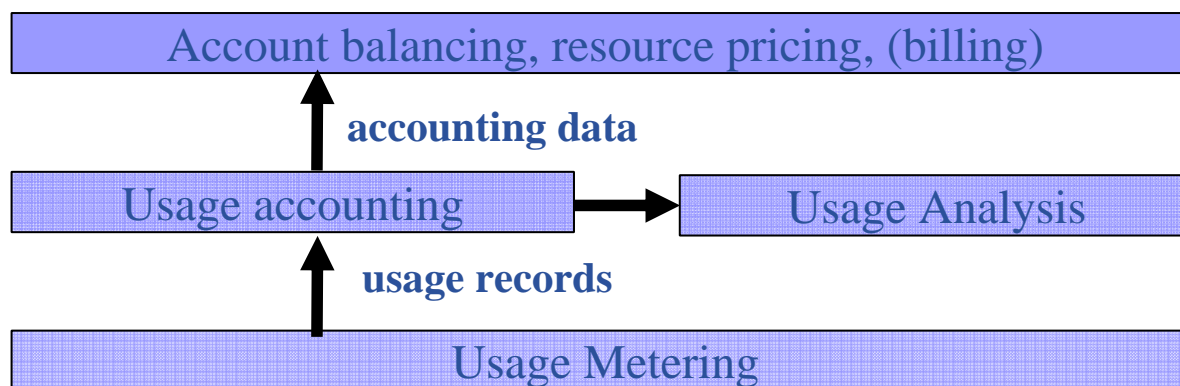 Account balancing, resource pricing, (billing)
accounting data
Usage accounting
Usage Analysis
usage records
Usage Metering